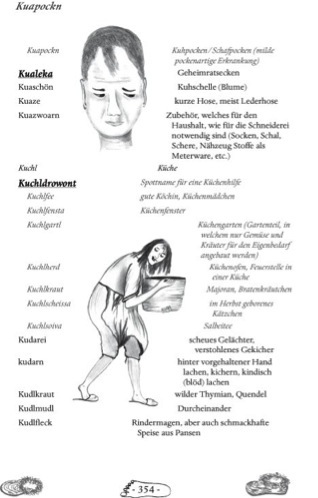 Kuapockn
Kuapockn Kuhpocken/Schafpocken (milde
pockenartige Erkrankung)
Kualeka Geheimratsecken
Kuaschön Kuhschelle (Blume)
Kuaze kurze Hose, meist Lederhose
Kuazwoarn Zubehör, welches für den
Haushalt, wie für die Schneiderei
notwendig sind (Socken, Schal,
Schere, Nähzeug Stoffe als
Meterware, etc.)
Kuchl Küche
Kuchldrowont Spottname für eine Küchenhilfe
Kuchlfee gute Köchin, Küchenmädchen
Kuchlfensta Küchenfenster
Kuchlgartl Küchengarten (Gartenteil, in
welchem nur Gemüse und
Kräuter für den Eigenbedarf
angebaut werden)
Kuchlherd Küchenofen, Feuerstelle in
einer Küche
Kuchlkraut Majoran, Bratenkräutchen
Kuchlscheissa im Herbst geborenes
Kätzchen
Kuchlsoiva Salbeitee
Kudarei scheues Gelächter,
verstohlenes Gekicher
kudarn hinter vorgehaltener Hand
lachen, kichern, kindisch
(blöd) lachen
Kudlkraut wilder Thymian, Quendel
Kudlmudl Durcheinander
Kudlfleck Rindermagen, aber auch schmackhafte
Speise aus Pansen
- 354 -